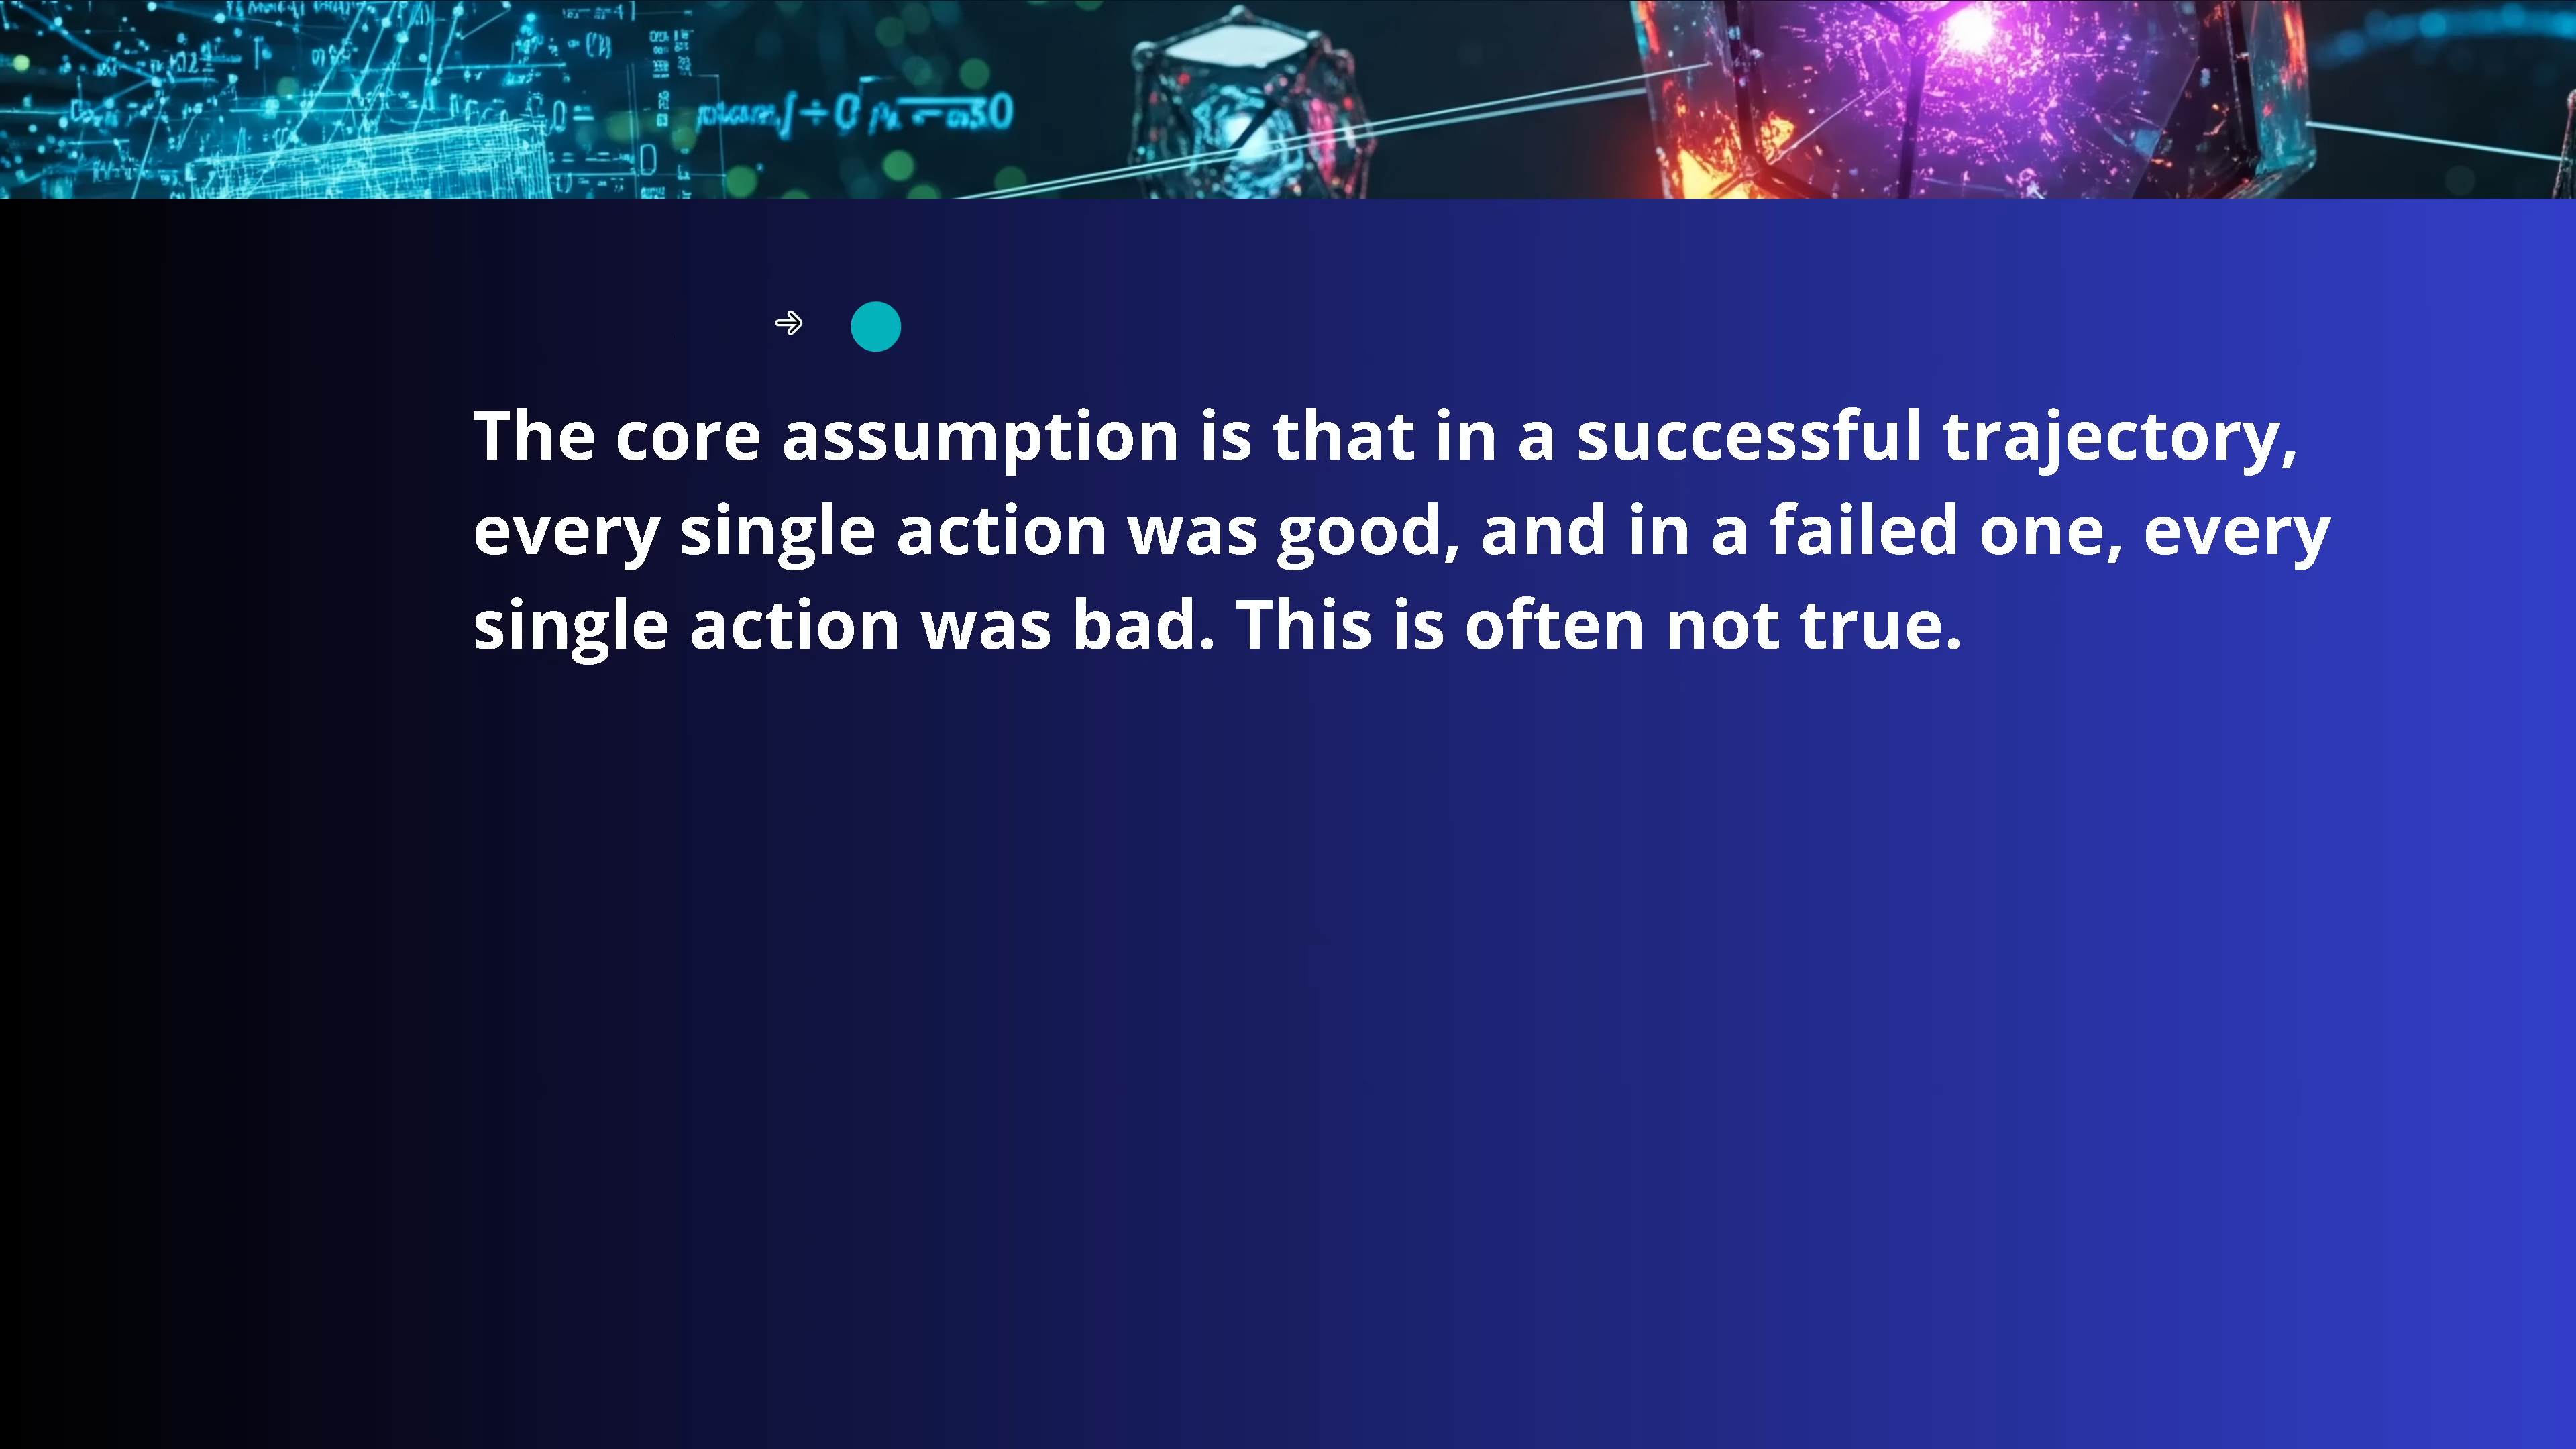 The core assumption is that in a successful trajectory,
every single action was good, and in a failed one, every
single action was bad. This is often not true.